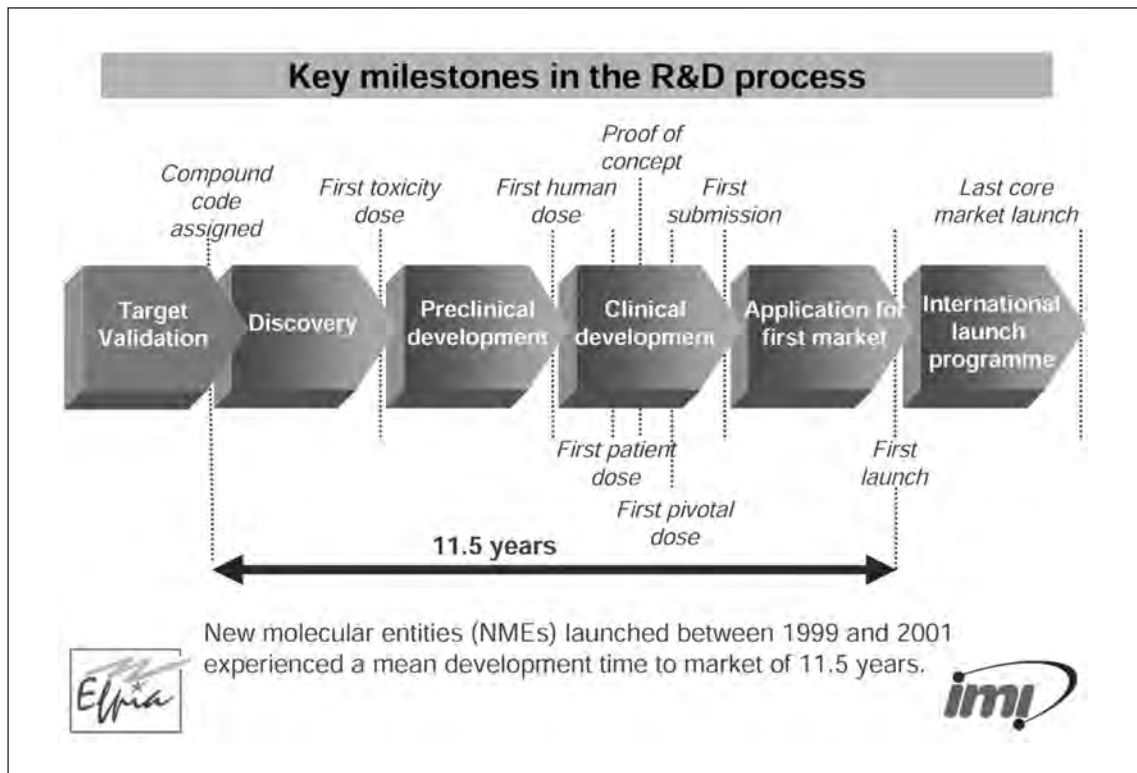 Key milestones in the R&D process
Proof of
concept
Compound
code
assigned
First toxicity
dose
First human
dose
First
submission
Last core
market launch
Target
Validation
Discovery
Preclinical
development
Clinical
development
Application for
first market
International
launch
programme
First patient
dose
First pivotal
dose
First
launch
11.5 years
New molecular entities (NMEs) launched between 1999 and 2001
experienced a mean development time to market of 11.5 years.
Efpia
imi